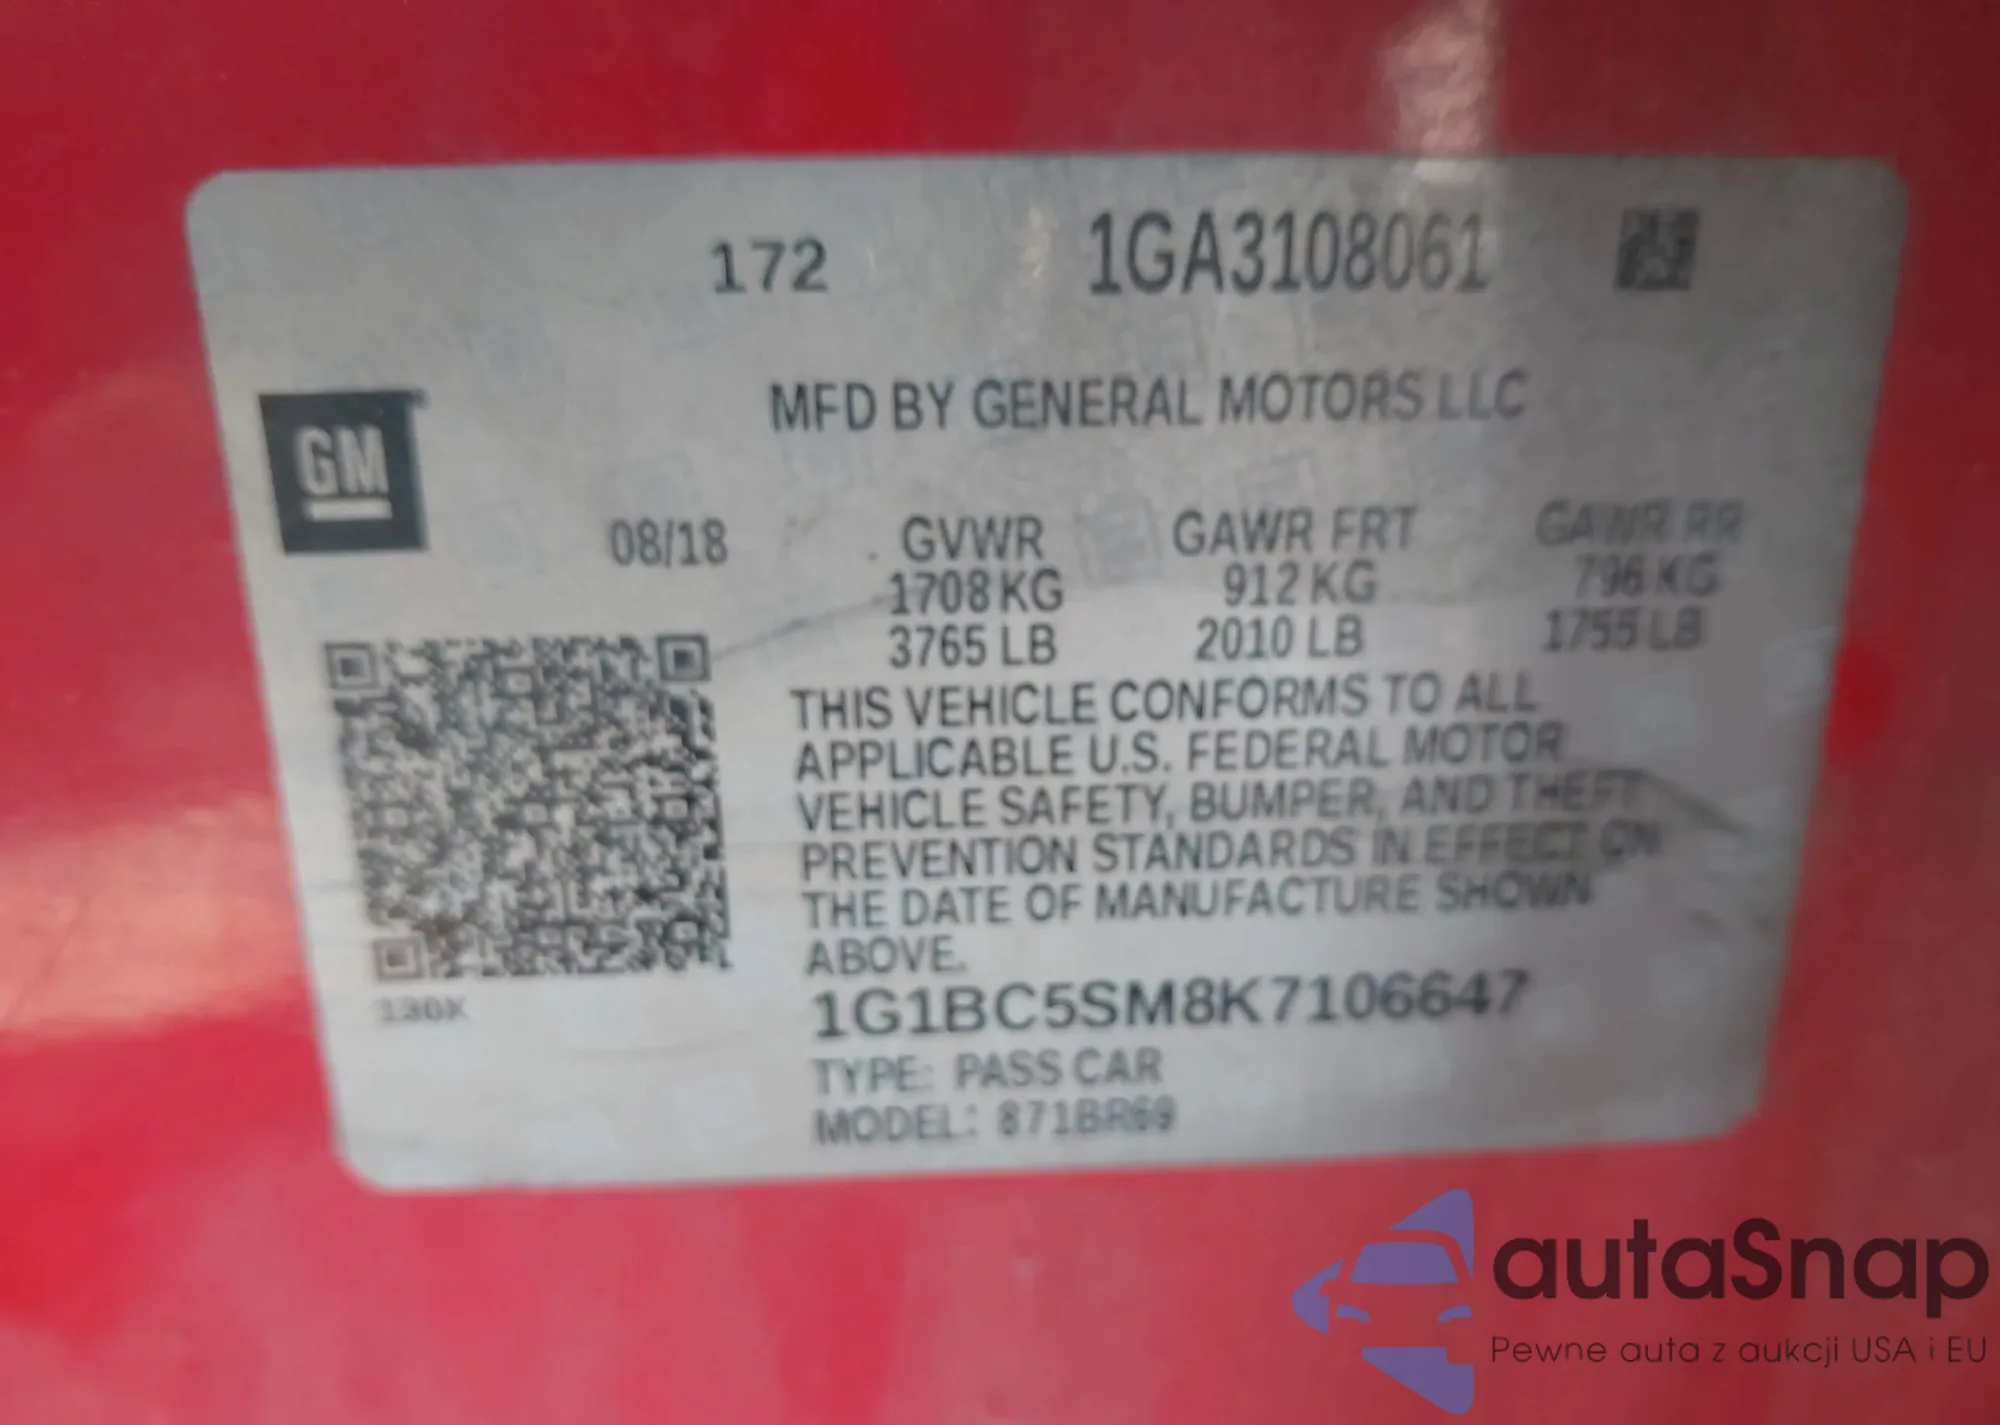 172 1GA3108061
MFD BY GENERAL MOTORS LLC
GM
08/18 GVWR GAWR FRT GAWR RR
1708 KG 912 KG 796 KG
3765 LB 2010 LB 1755 LB
THIS VEHICLE CONFORMS TO ALL
APPLICABLE U.S. FEDERAL MOTOR
VEHICLE SAFETY, BUMPER, AND THEFT
PREVENTION STANDARDS IN EFFECT ON
THE DATE OF MANUFACTURE SHOWN
ABOVE.
130X
1G1BC5SM8K7106647
TYPE: PASS CAR
MODEL: 871BR69
autaSnap
Pewne auta z aukcji USA i EU